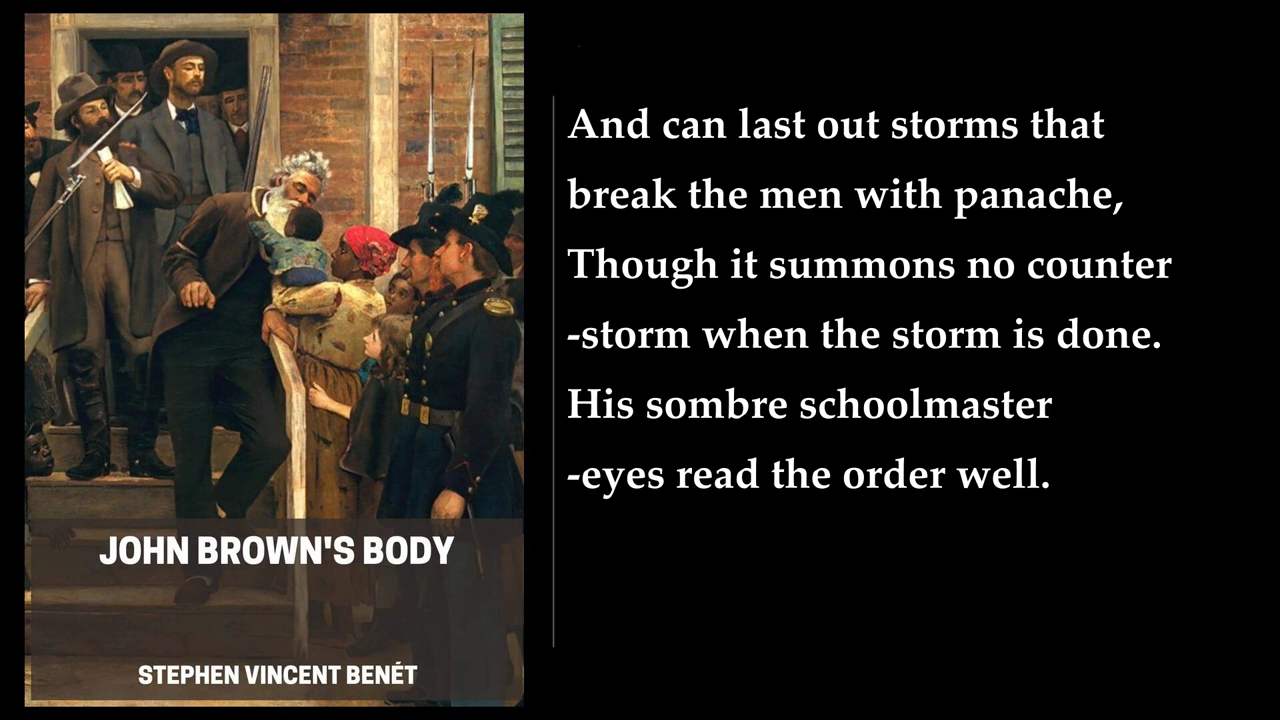 And can last out storms that
break the men with panache,
Though it summons no counter
-storm when the storm is done.
His sombre schoolmaster
-eyes read the order well.
JOHN BROWN'S BODY
STEPHEN VINCENT BENÉT